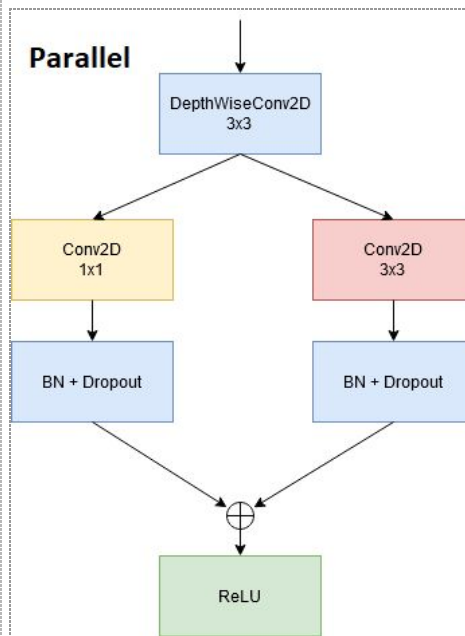 Parallel
DepthWiseConv2D
3x3
Conv2D
1x1
Conv2D
3x3
BN + Dropout
BN + Dropout
ReLU